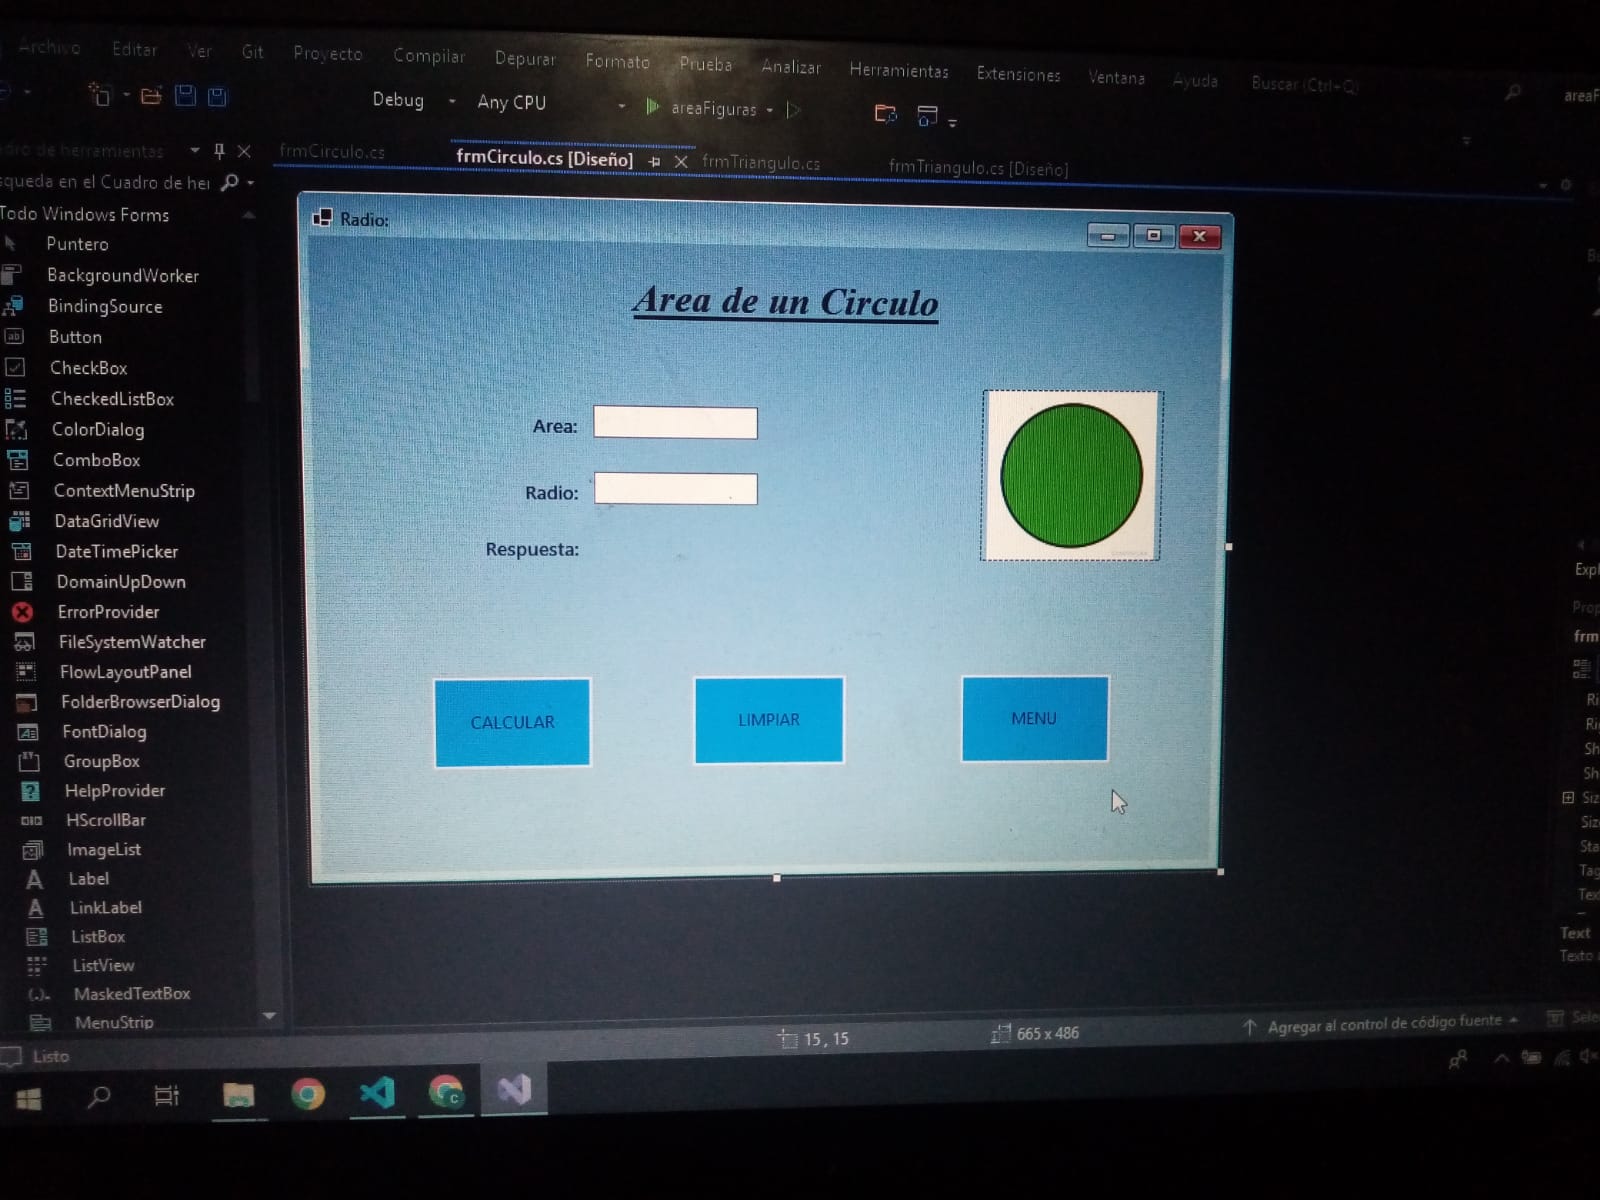 Archivo Editar Ver Git Proyecto Compilar Depurar Formato Prueba Analizar Herramientas Extensiones Ventana Ayuda Buscar (Ctrl+Q)
Debug Any CPU areaFiguras
frmCirculo.cs frmCirculo.cs [Diseño] frmTriangulo.cs frmTriangulo.cs [Diseño]
dro de herramientas
squeda en el Cuadro de her
Todo Windows Forms
Puntero
BackgroundWorker
BindingSource
Button
CheckBox
CheckedListBox
ColorDialog
ComboBox
ContextMenuStrip
DataGridView
DateTimePicker
DomainUpDown
ErrorProvider
FileSystemWatcher
FlowLayoutPanel
FolderBrowserDialog
FontDialog
GroupBox
HelpProvider
HScrollBar
ImageList
Label
LinkLabel
ListBox
ListView
MaskedTextBox
MenuStrip
Radio:
Area de un Circulo
Area:
Radio:
Respuesta:
CALCULAR LIMPIAR MENU
areaF
Expl
Prop
frm
Ri
Rig
Sh
Sh
Siz
Siz
Sta
Tag
Tex
Text
Texto
15 , 15 665 x 486 Agregar al control de código fuente Sele
Listo